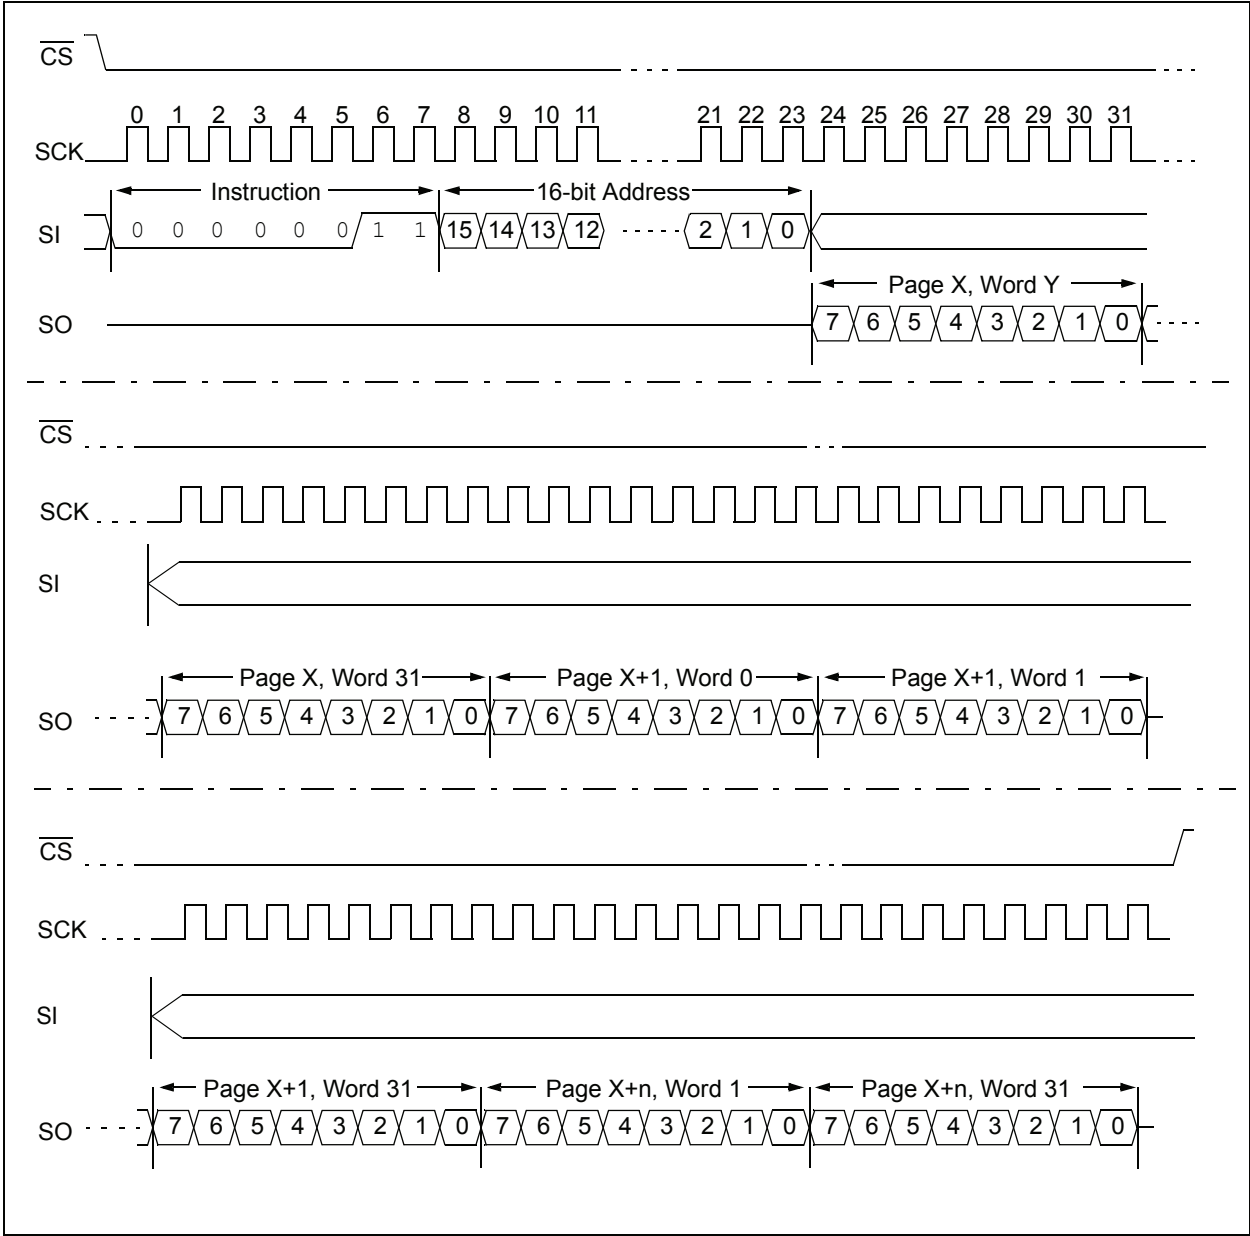 CS
0 1 2 3 4 5 6 7 8 9 10 11 21 22 23 24 25 26 27 28 29 30 31
SCK
Instruction 16-bit Address
SI 0 0 0 0 0 0 1 1 15 14 13 12 2 1 0
Page X, Word Y
SO 7 6 5 4 3 2 1 0
CS
SCK
SI
Page X, Word 31 Page X+1, Word 0 Page X+1, Word 1
SO 7 6 5 4 3 2 1 0 7 6 5 4 3 2 1 0 7 6 5 4 3 2 1 0
CS
SCK
SI
Page X+1, Word 31 Page X+n, Word 1 Page X+n, Word 31
SO 7 6 5 4 3 2 1 0 7 6 5 4 3 2 1 0 7 6 5 4 3 2 1 0